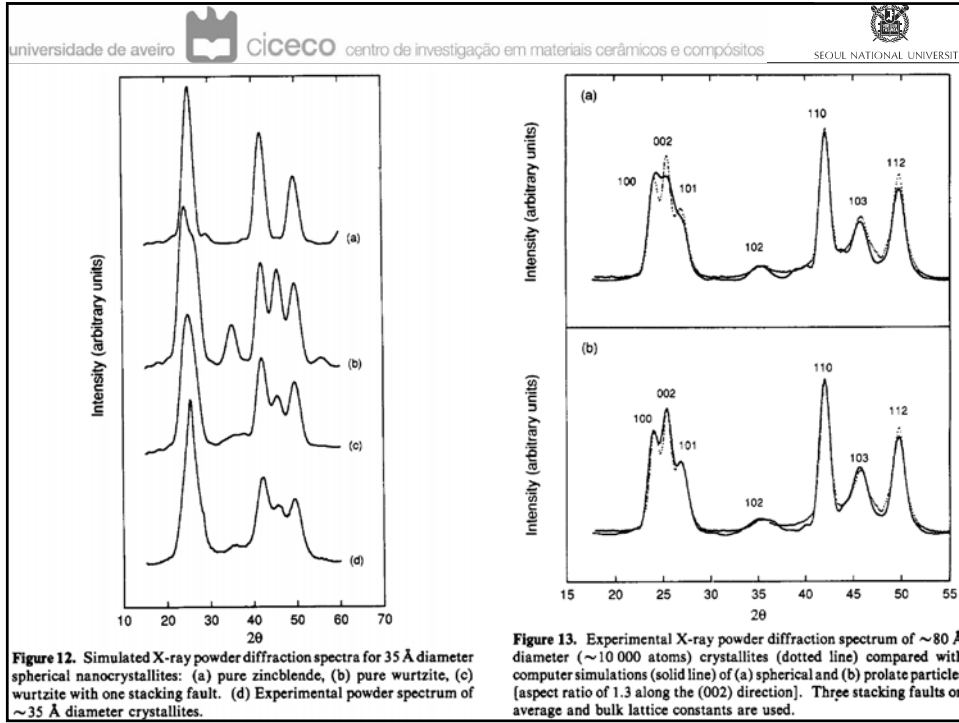 universidade de aveiro
ciceco centro de investigação em materiais cerâmicos e compósitos
SEOUL NATIONAL UNIVERSIT
Intensity (arbitrary units)
(a)
(b)
(c)
(d)
10 20 30 40 50 60 70
2θ
Figure 12. Simulated X-ray powder diffraction spectra for 35 Å diameter
spherical nanocrystallites: (a) pure zincblende, (b) pure wurtzite, (c)
wurtzite with one stacking fault. (d) Experimental powder spectrum of
~35 Å diameter crystallites.
(a)
Intensity (arbitrary units)
100
002
101
102
110
103
112
(b)
Intensity (arbitrary units)
100
002
101
102
110
103
112
15 20 25 30 35 40 45 50 55
2θ
Figure 13. Experimental X-ray powder diffraction spectrum of ~80 Å
diameter (~10 000 atoms) crystallites (dotted line) compared with
computer simulations (solid line) of (a) spherical and (b) prolate particle
[aspect ratio of 1.3 along the (002) direction]. Three stacking faults on
average and bulk lattice constants are used.